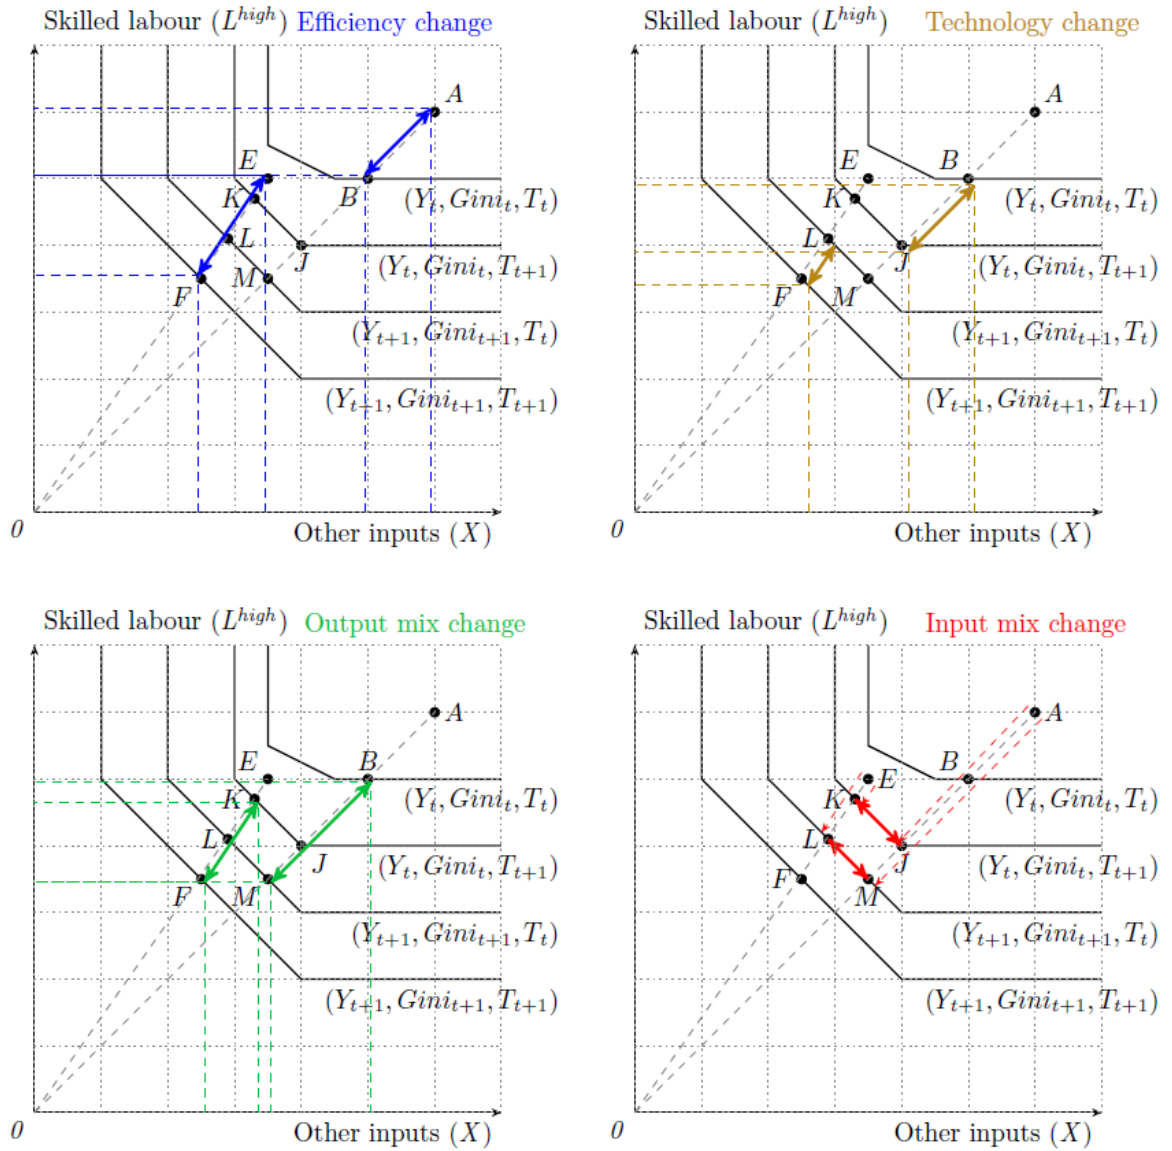 Skilled labour (L^{high}) Efficiency change
A
E
K
B
(Y_t, Gini_t, T_t)
L
J
(Y_t, Gini_t, T_{t+1})
M
F
(Y_{t+1}, Gini_{t+1}, T_t)
(Y_{t+1}, Gini_{t+1}, T_{t+1})
0
Other inputs (X)
Skilled labour (L^{high}) Technology change
A
E
B
K
(Y_t, Gini_t, T_t)
L
J
(Y_t, Gini_t, T_{t+1})
F
M
(Y_{t+1}, Gini_{t+1}, T_t)
(Y_{t+1}, Gini_{t+1}, T_{t+1})
0
Other inputs (X)
Skilled labour (L^{high}) Output mix change
A
E
B
K
(Y_t, Gini_t, T_t)
L
J
(Y_t, Gini_t, T_{t+1})
F
M
(Y_{t+1}, Gini_{t+1}, T_t)
(Y_{t+1}, Gini_{t+1}, T_{t+1})
0
Other inputs (X)
Skilled labour (L^{high}) Input mix change
A
E
B
K
(Y_t, Gini_t, T_t)
L
J
(Y_t, Gini_t, T_{t+1})
F
M
(Y_{t+1}, Gini_{t+1}, T_t)
(Y_{t+1}, Gini_{t+1}, T_{t+1})
0
Other inputs (X)